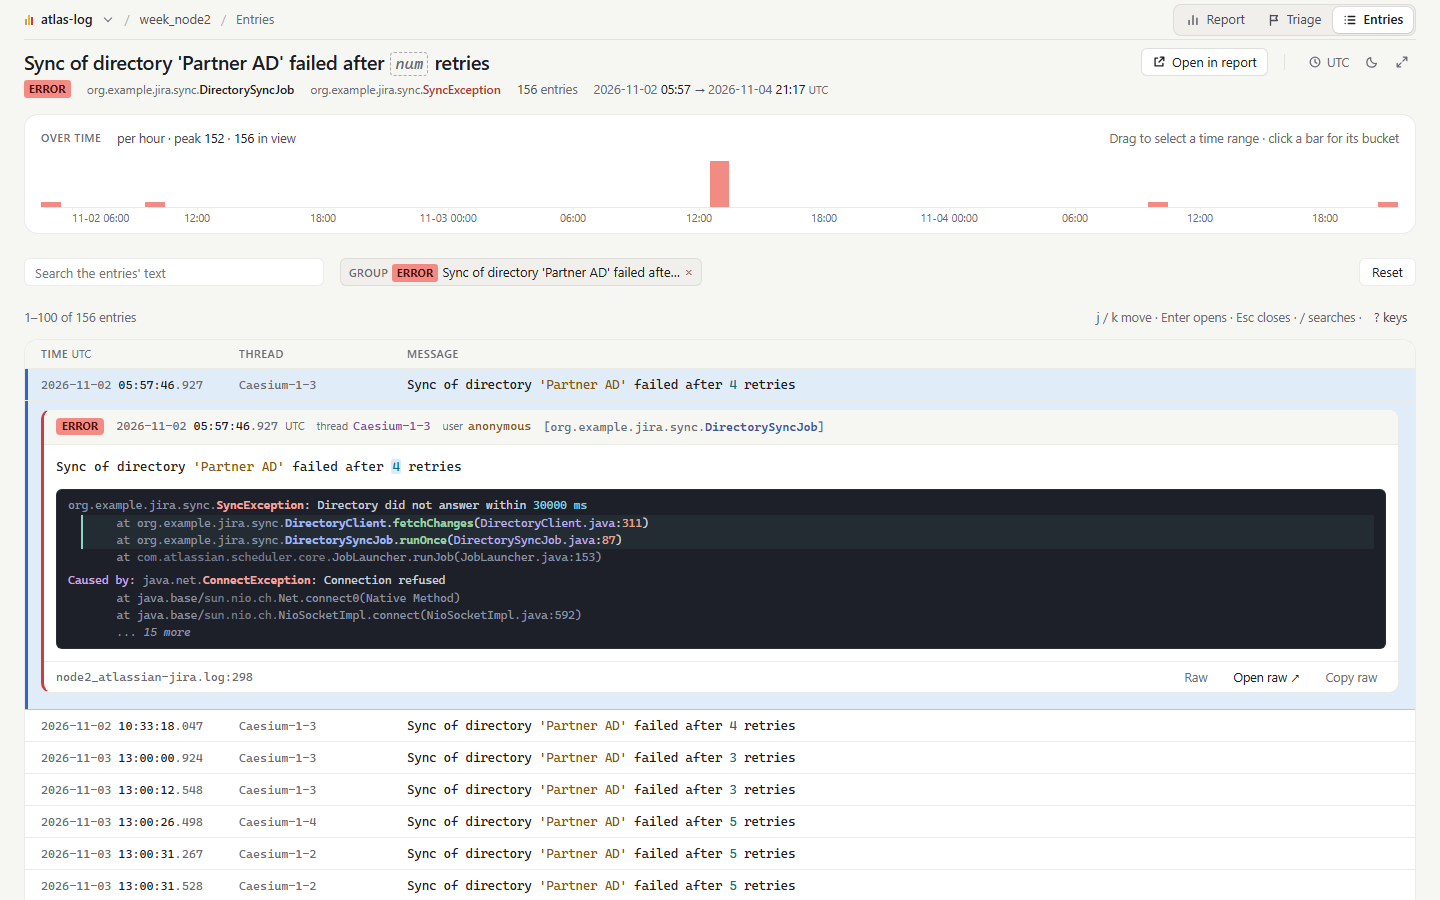 atlas-log / week_node2 / Entries
Report Triage Entries
Sync of directory 'Partner AD' failed after num retries
Open in report UTC
ERROR org.example.jira.sync.DirectorySyncJob org.example.jira.sync.SyncException 156 entries 2026-11-02 05:57 → 2026-11-04 21:17 UTC
OVER TIME per hour · peak 152 · 156 in view
Drag to select a time range · click a bar for its bucket
11-02 06:00 12:00 18:00 11-03 00:00 06:00 12:00 18:00 11-04 00:00 06:00 12:00 18:00
Search the entries' text
GROUP ERROR Sync of directory 'Partner AD' failed afte... ×
Reset
1–100 of 156 entries
j / k move · Enter opens · Esc closes · / searches · ? keys
TIME UTC THREAD MESSAGE
2026-11-02 05:57:46.927 Caesium-1-3 Sync of directory 'Partner AD' failed after 4 retries
ERROR 2026-11-02 05:57:46.927 UTC thread Caesium-1-3 user anonymous [org.example.jira.sync.DirectorySyncJob]
Sync of directory 'Partner AD' failed after 4 retries
org.example.jira.sync.SyncException: Directory did not answer within 30000 ms
at org.example.jira.sync.DirectoryClient.fetchChanges(DirectoryClient.java:311)
at org.example.jira.sync.DirectorySyncJob.runOnce(DirectorySyncJob.java:87)
at com.atlassian.scheduler.core.JobLauncher.runJob(JobLauncher.java:153)
Caused by: java.net.ConnectException: Connection refused
at java.base/sun.nio.ch.Net.connect0(Native Method)
at java.base/sun.nio.ch.NioSocketImpl.connect(NioSocketImpl.java:592)
... 15 more
node2_atlassian-jira.log:298
Raw Open raw ↗ Copy raw
2026-11-02 10:33:18.047 Caesium-1-3 Sync of directory 'Partner AD' failed after 4 retries
2026-11-03 13:00:00.924 Caesium-1-3 Sync of directory 'Partner AD' failed after 3 retries
2026-11-03 13:00:12.548 Caesium-1-3 Sync of directory 'Partner AD' failed after 3 retries
2026-11-03 13:00:26.498 Caesium-1-4 Sync of directory 'Partner AD' failed after 5 retries
2026-11-03 13:00:31.267 Caesium-1-2 Sync of directory 'Partner AD' failed after 5 retries
2026-11-03 13:00:31.528 Caesium-1-2 Sync of directory 'Partner AD' failed after 5 retries